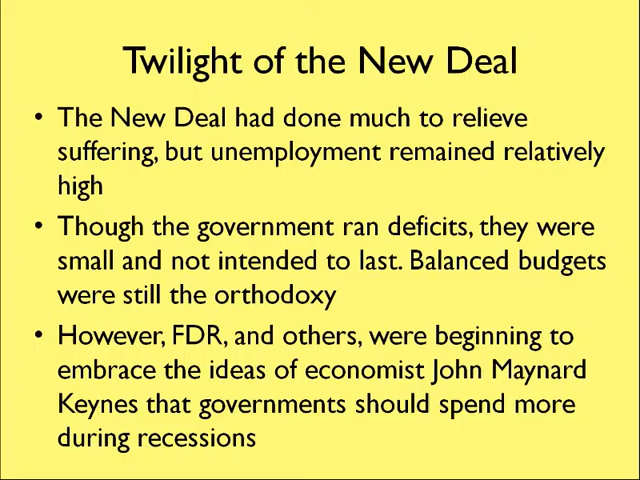 Twilight of the New Deal
• The New Deal had done much to relieve
suffering, but unemployment remained relatively
high
• Though the government ran deficits, they were
small and not intended to last. Balanced budgets
were still the orthodoxy
• However, FDR, and others, were beginning to
embrace the ideas of economist John Maynard
Keynes that governments should spend more
during recessions